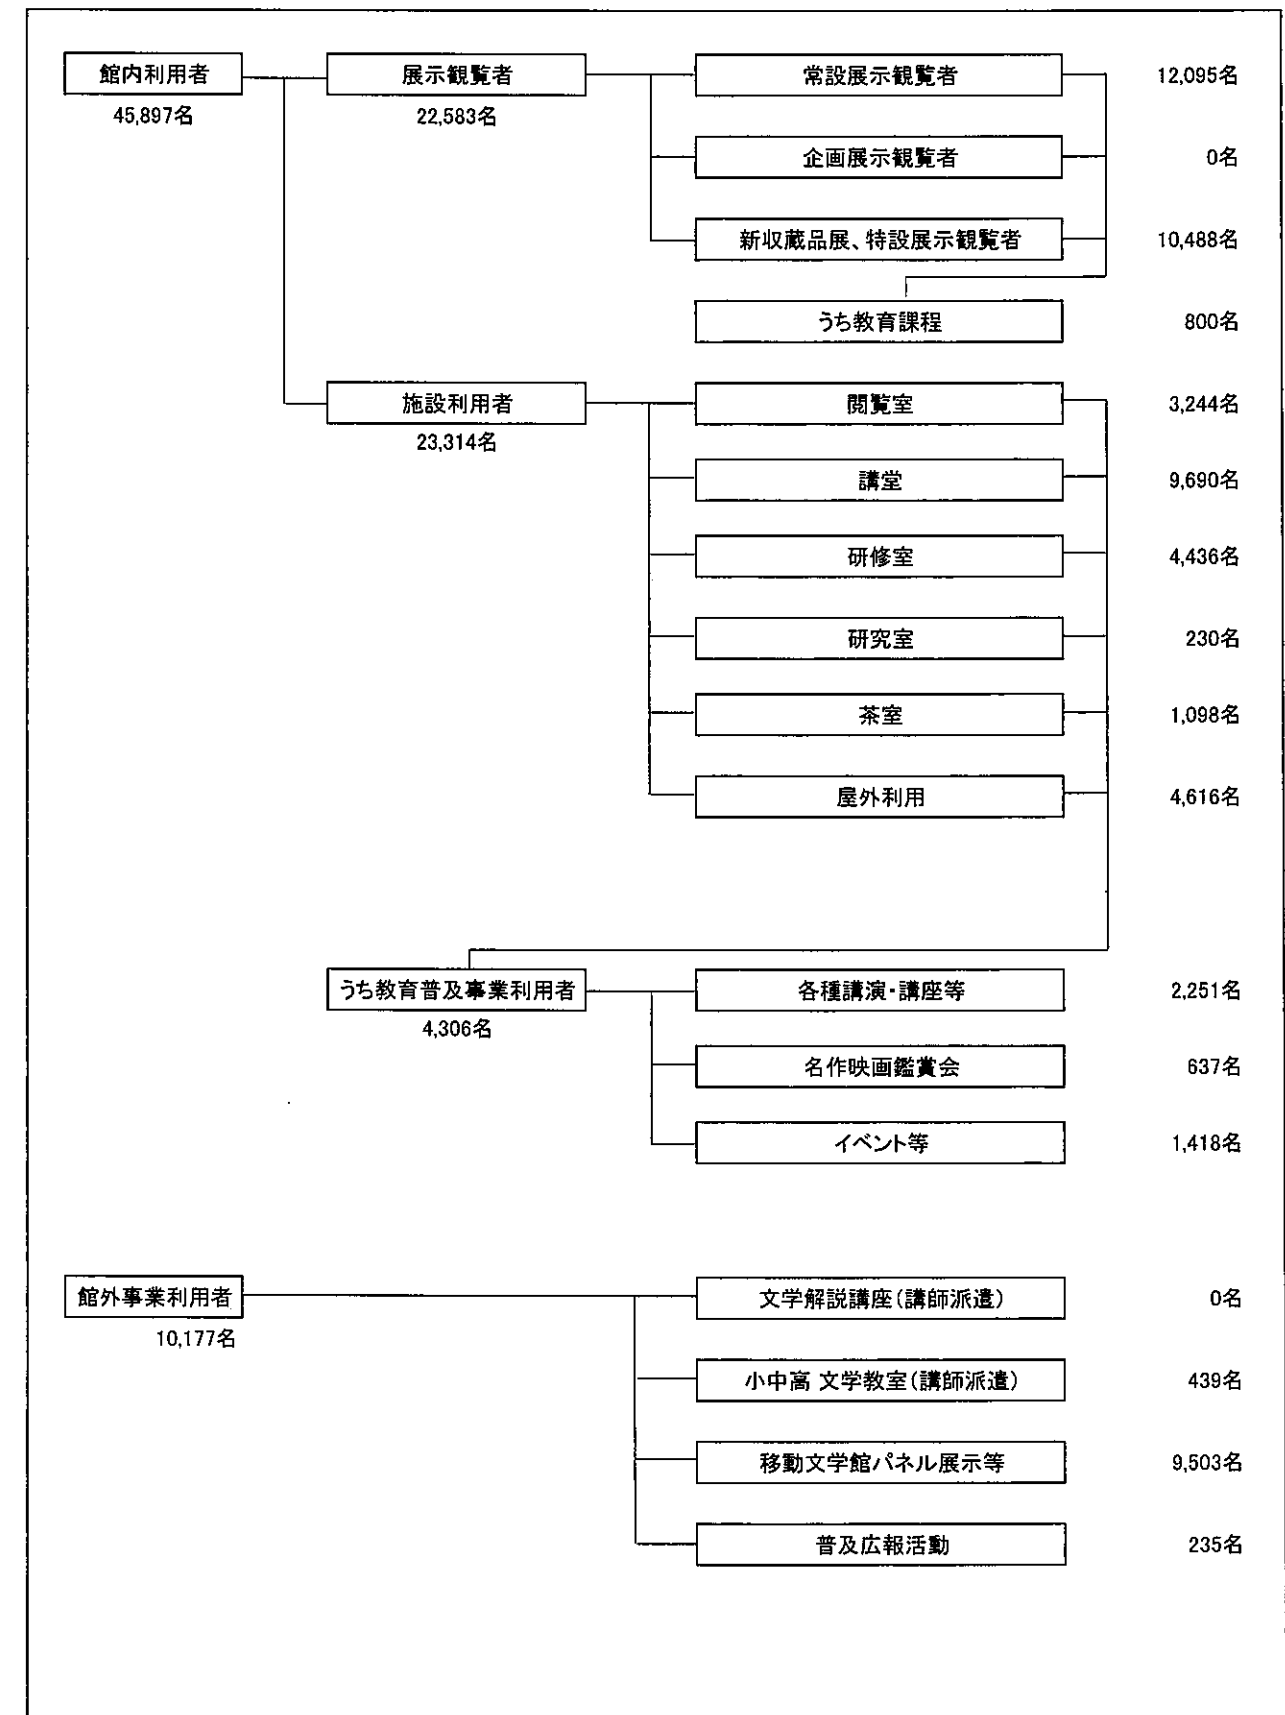 館内利用者 展示観覧者 常設展示観覧者 12,095名
45,897名 22,583名
企画展示観覧者 0名
新収蔵品展、特設展示観覧者 10,488名
うち教育課程 800名
施設利用者 閲覧室 3,244名
23,314名
講堂 9,690名
研修室 4,436名
研究室 230名
茶室 1,098名
屋外利用 4,616名
うち教育普及事業利用者 各種講演・講座等 2,251名
4,306名
名作映画鑑賞会 637名
イベント等 1,418名
館外事業利用者 文学解説講座(講師派遣) 0名
10,177名
小中高 文学教室(講師派遣) 439名
移動文学館パネル展示等 9,503名
普及広報活動 235名